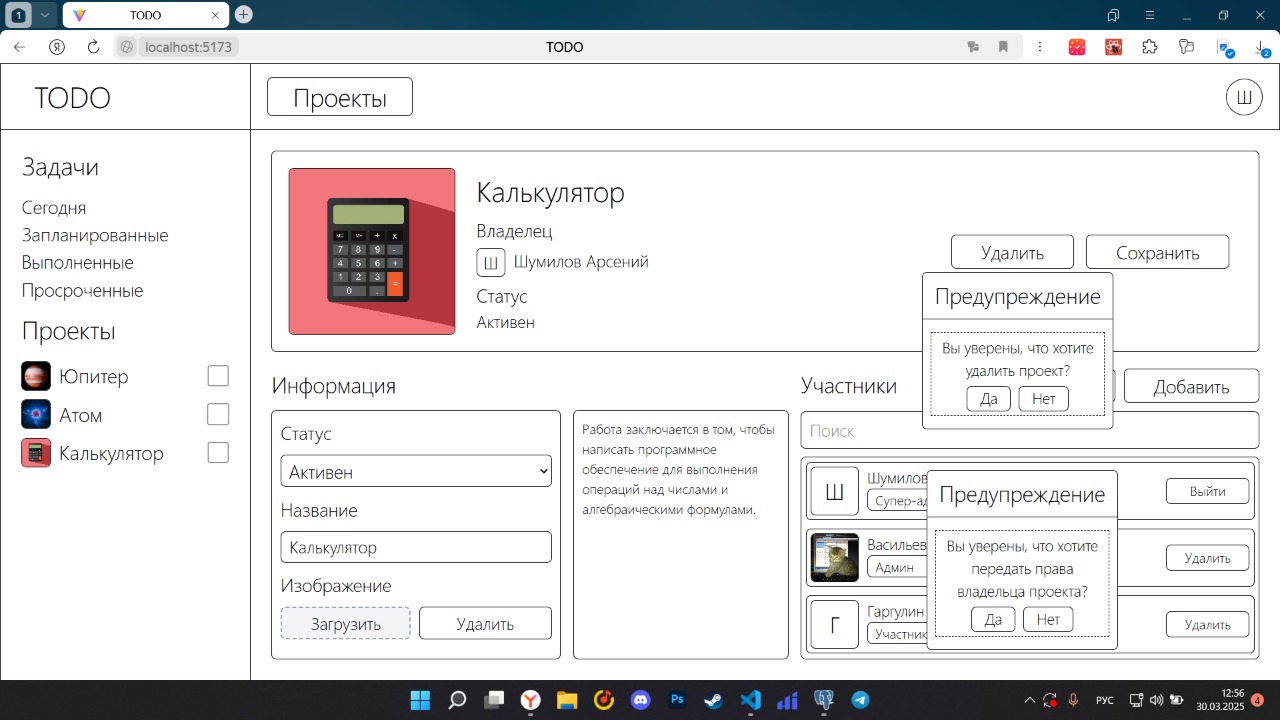 1
TODO
localhost:5173
TODO
2
TODO
Проекты
Ш
Задачи
Сегодня
Запланированные
Выполненные
Просроченные
Проекты
Юпитер
Атом
Калькулятор
Калькулятор
Владелец
Ш Шумилов Арсений
Статус
Активен
Удалить
Сохранить
Предупреждение
Вы уверены, что хотите
удалить проект?
Да Нет
Информация
Статус
Активен
Название
Калькулятор
Изображение
Загрузить Удалить
Работа заключается в том, чтобы
написать программное
обеспечение для выполнения
операций над числами и
алгебраическими формулами.
Участники
Добавить
Поиск
Ш
Шумилов
Супер-ад
Выйти
Васильев
Админ
Удалить
Г
Гаргулин
Участник
Удалить
Предупреждение
Вы уверены, что хотите
передать права
владельца проекта?
Да Нет
РУС
12:56
30.03.2025
4